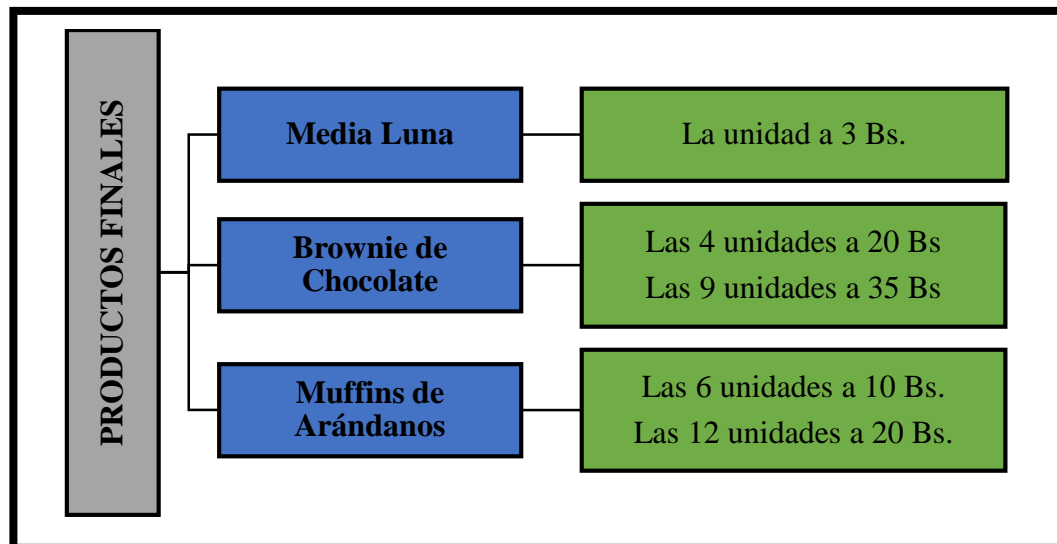 PRODUCTOS FINALES
Media Luna
La unidad a 3 Bs.
Brownie de
Chocolate
Las 4 unidades a 20 Bs
Las 9 unidades a 35 Bs
Muffins de
Arándanos
Las 6 unidades a 10 Bs.
Las 12 unidades a 20 Bs.